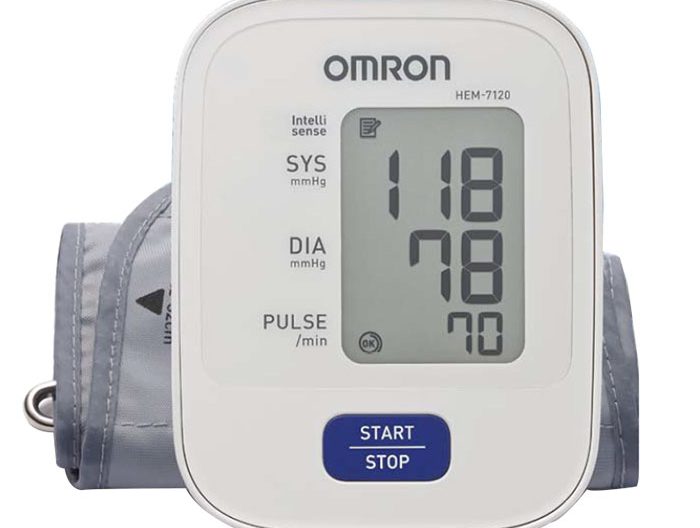 OMRON
HEM-7120
Intelli
sense
SYS
mmHg
118
DIA
mmHg
78
PULSE
/min
70
OK
START
STOP